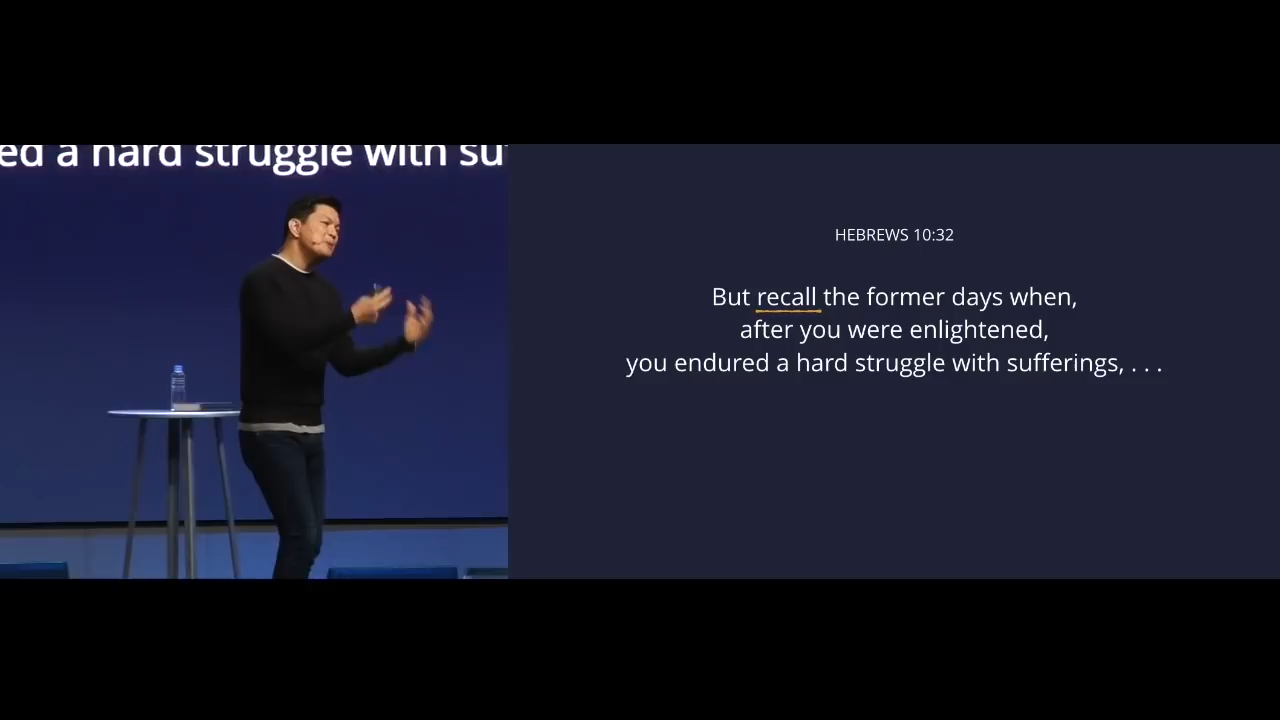 ed a hard struggle with su
HEBREWS 10:32
But recall the former days when,
after you were enlightened,
you endured a hard struggle with sufferings, . . .